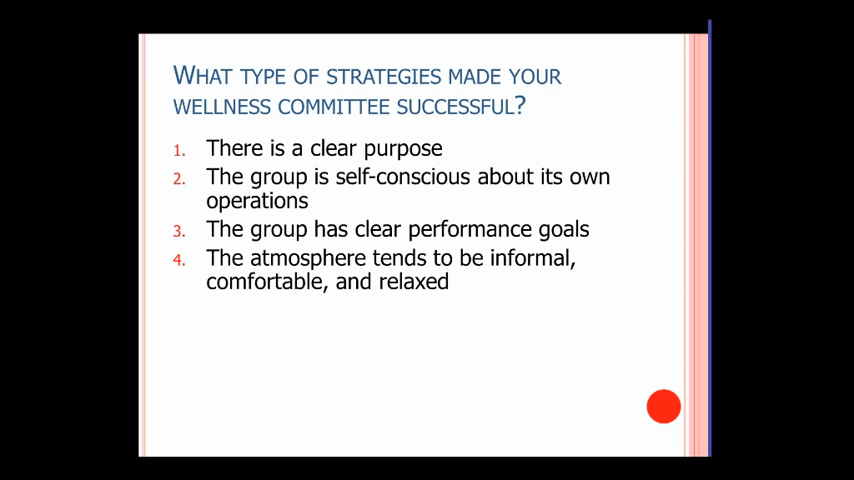 WHAT TYPE OF STRATEGIES MADE YOUR
WELLNESS COMMITTEE SUCCESSFUL?
1. There is a clear purpose
2. The group is self-conscious about its own
operations
3. The group has clear performance goals
4. The atmosphere tends to be informal,
comfortable, and relaxed